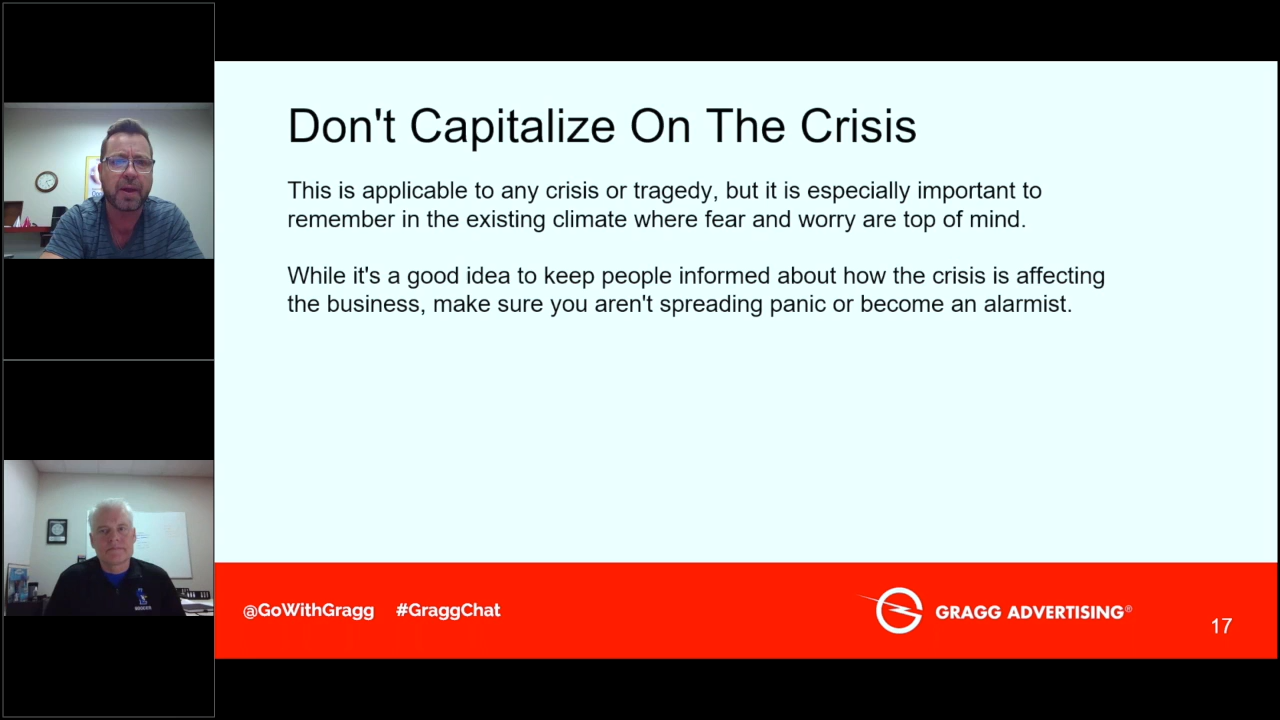 Don't Capitalize On The Crisis
This is applicable to any crisis or tragedy, but it is especially important to
remember in the existing climate where fear and worry are top of mind.
While it's a good idea to keep people informed about how the crisis is affecting
the business, make sure you aren't spreading panic or become an alarmist.
@GoWithGragg #GraggChat
GRAGG ADVERTISING®
17